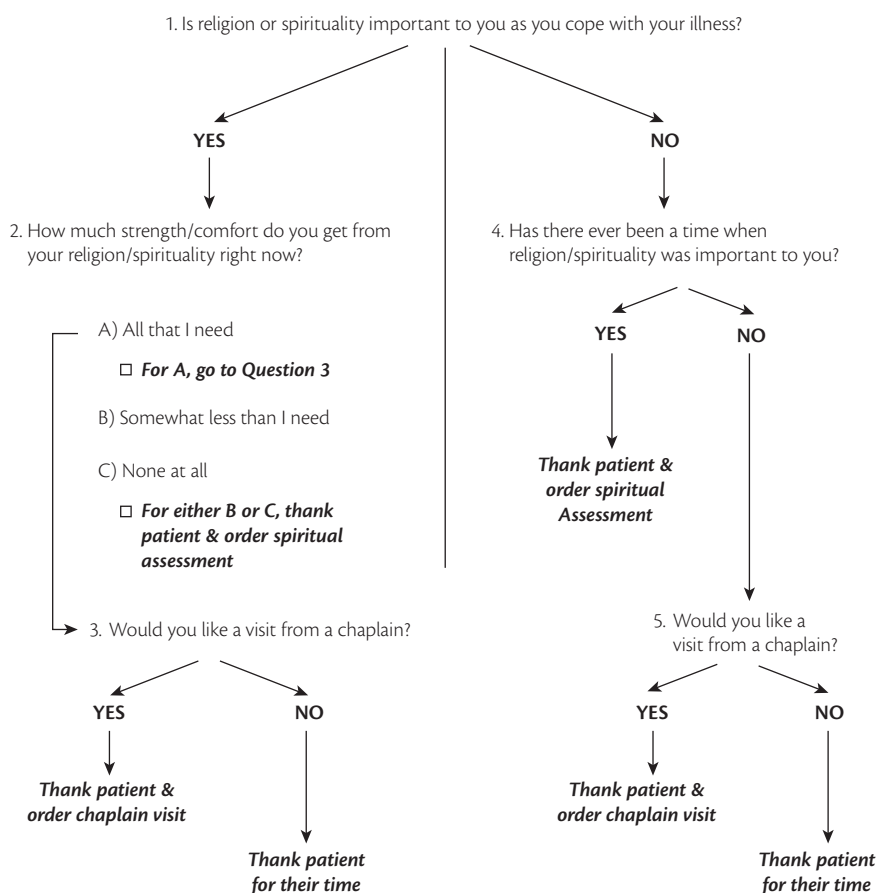 1. Is religion or spirituality important to you as you cope with your illness?
YES
2. How much strength/comfort do you get from
your religion/spirituality right now?
A) All that I need
For A, go to Question 3
B) Somewhat less than I need
C) None at all
For either B or C, thank
patient & order spiritual
assessment
3. Would you like a visit from a chaplain?
YES
NO
Thank patient &
order chaplain visit
Thank patient
for their time
NO
4. Has there ever been a time when
religion/spirituality was important to you?
YES
NO
Thank patient &
order spiritual
Assessment
5. Would you like a
visit from a chaplain?
YES
NO
Thank patient &
order chaplain visit
Thank patient
for their time